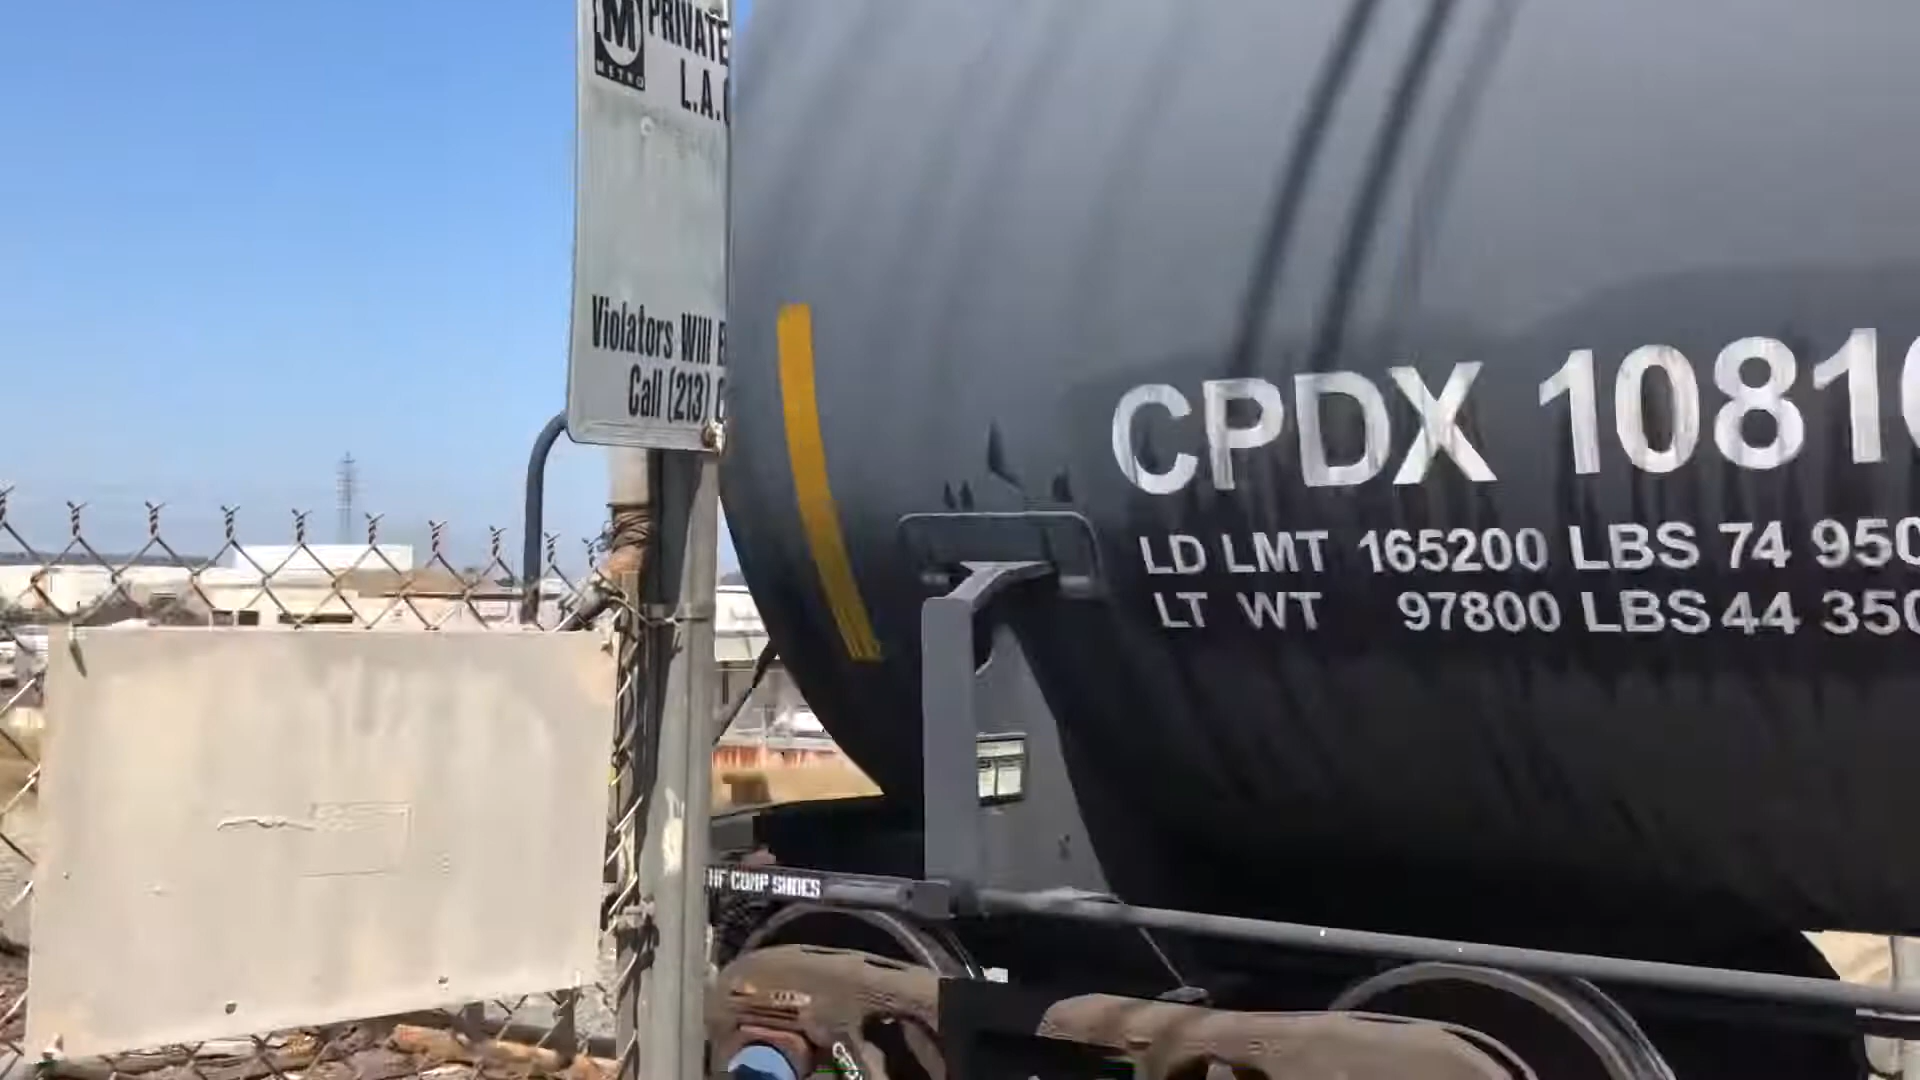 M PRIVATE
METRO
L.A.
Violators Will
Call (213)
CPDX 1081
LD LMT 165200 LBS 74 950
LT WT 97800 LBS 44 350
HF COMP SHOES